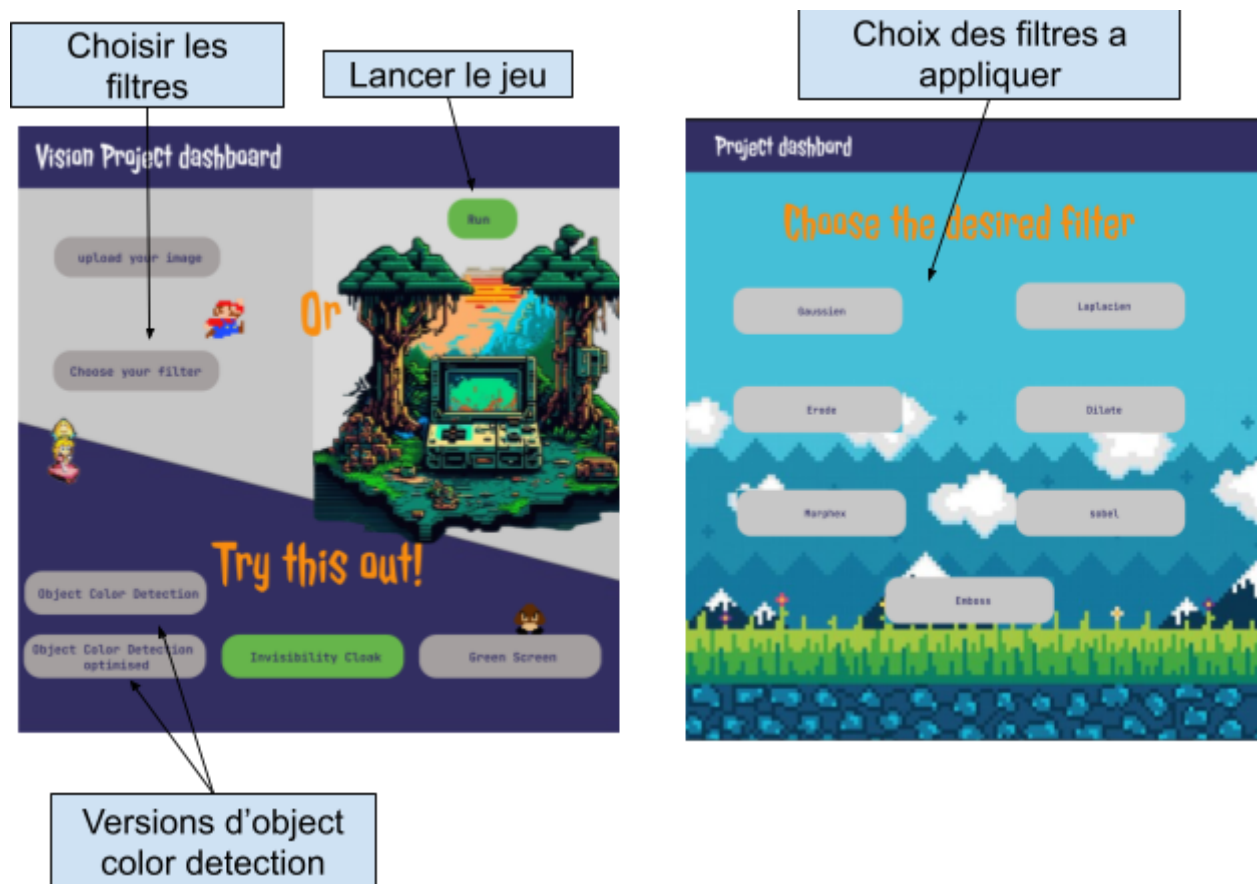 Choisir les
filtres
Lancer le jeu
Choix des filtres a
appliquer
Vision Project dashboard
Run
upload your image
Or
Choose your filter
Try this out!
Object Color Detection
Object Color Detection
optimised
Invisibility Cloak
Green Screen
Versions d'object
color detection
Project dashbord
Choose the desired filter
Gaussien
Laplacien
Erode
Dilate
Morphex
sobel
Emboss